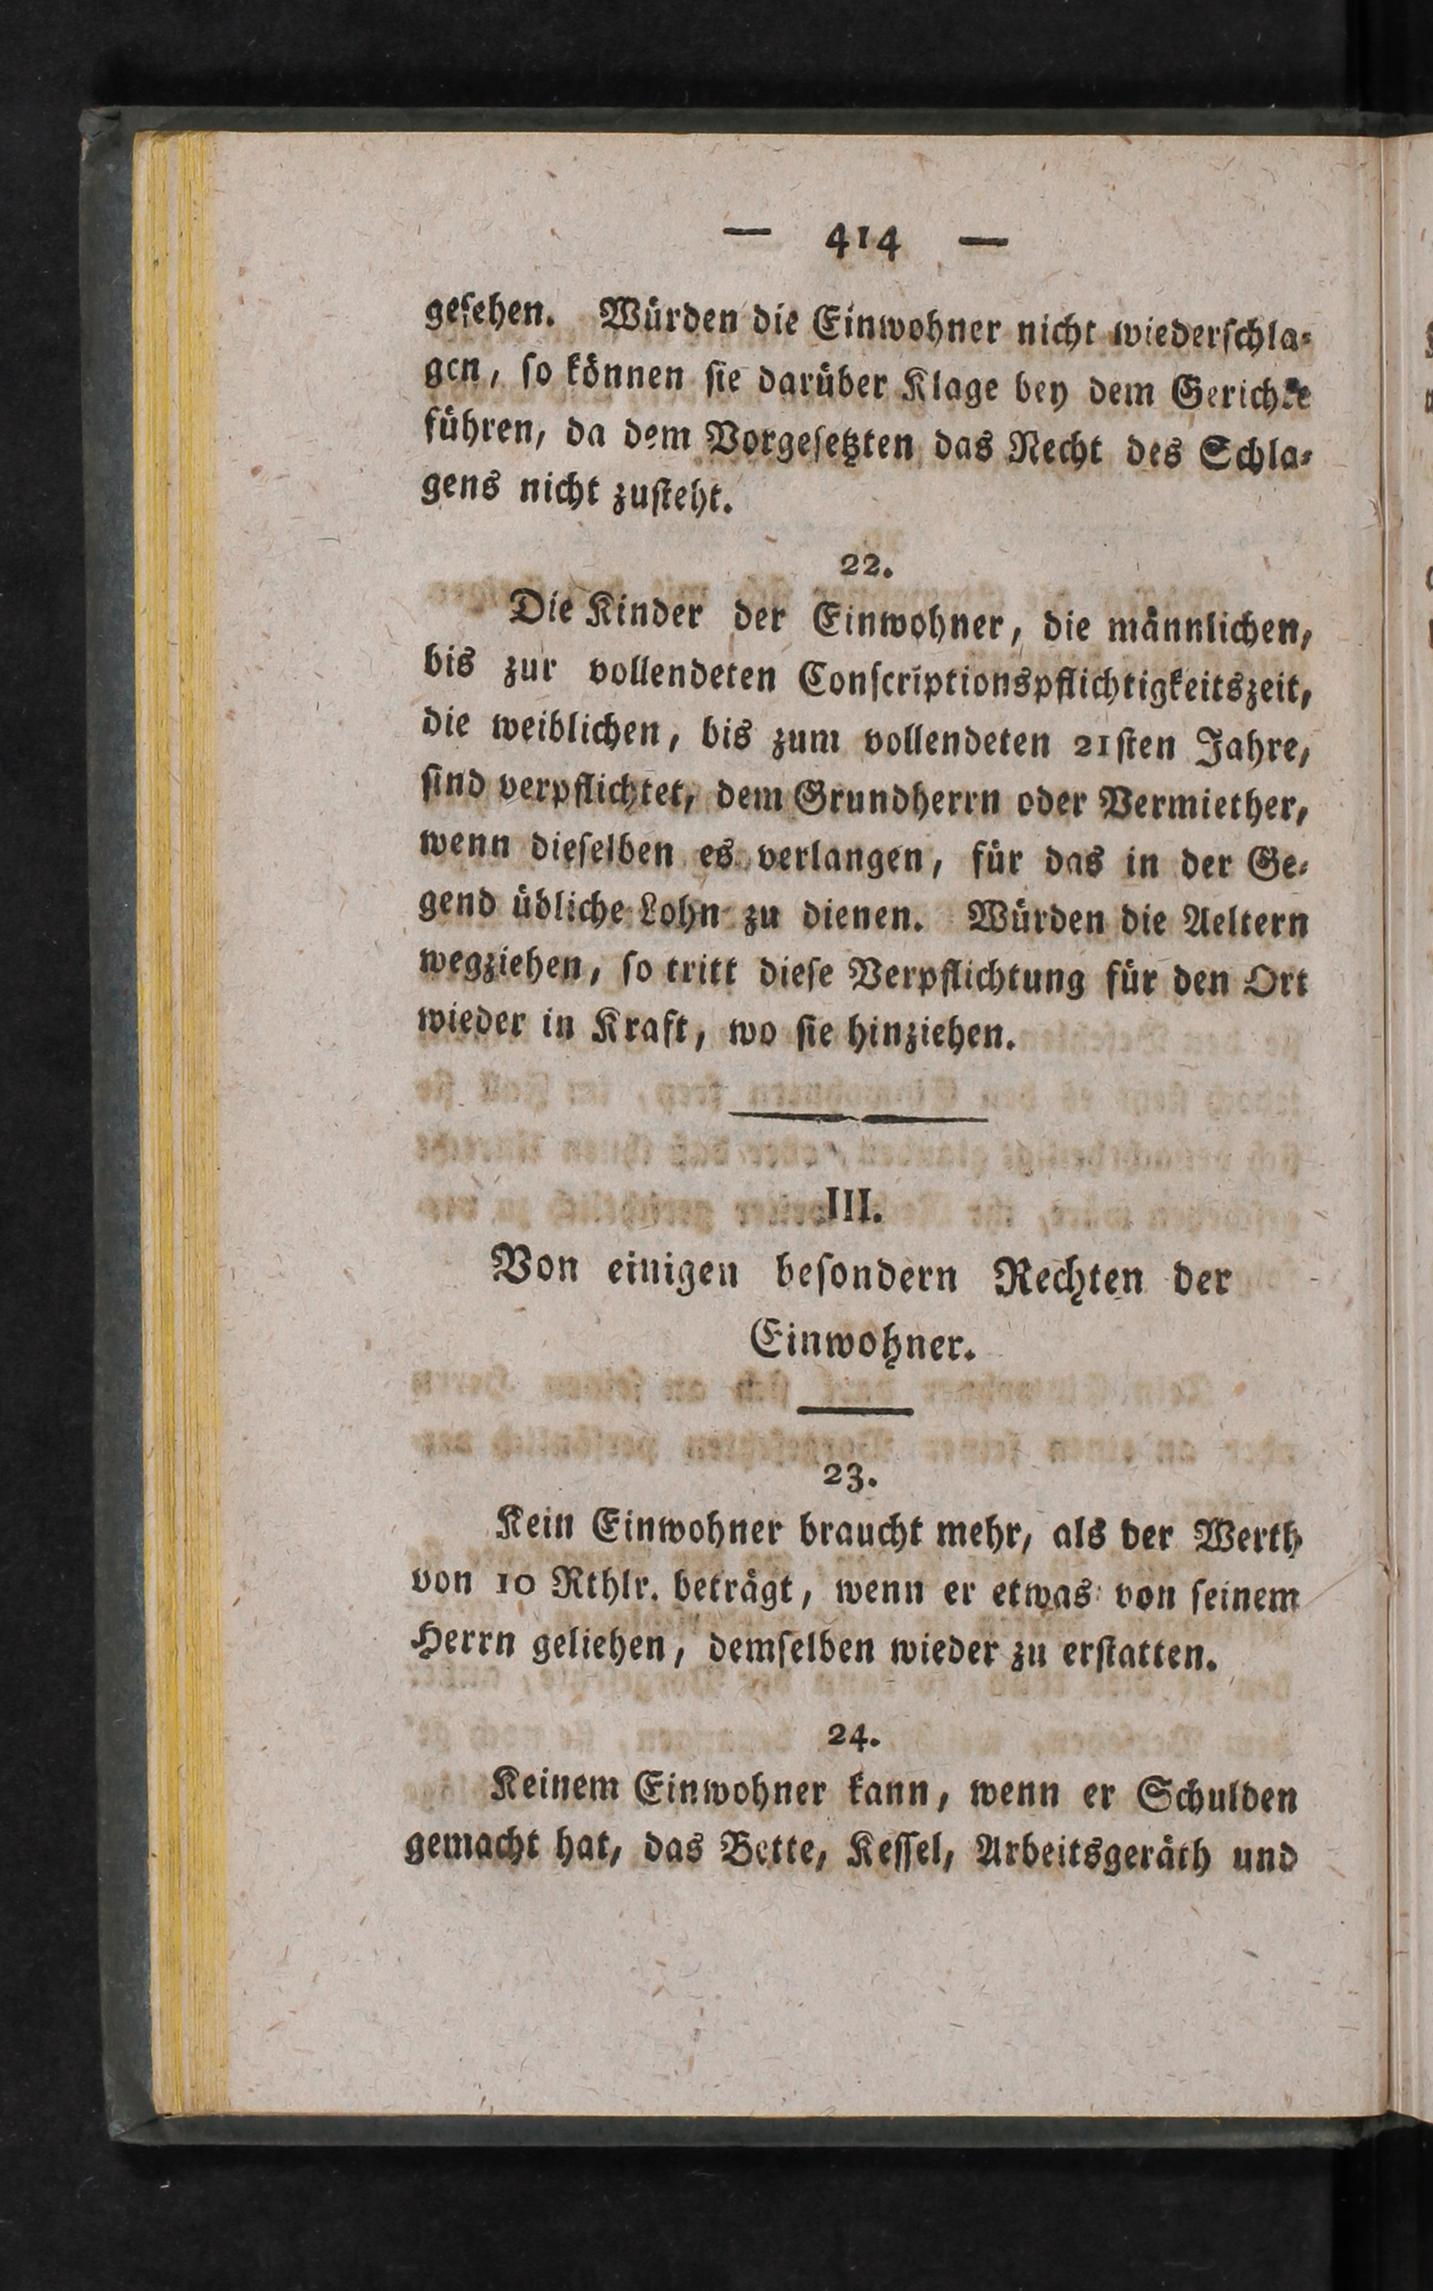 — 414 —
geſehen. Würden die Einwohner nicht wiederſchla-
gen, ſo können ſie darüber Klage bey dem Gerichte
führen, da dem Vorgeſetzten das Recht des Schla-
gens nicht zuſteht.
22.
Die Kinder der Einwohner, die männlichen,
bis zur vollendeten Conſcriptionspflichtigkeitszeit,
die weiblichen, bis zum vollendeten 21ſten Jahre,
ſind verpflichtet, dem Grundherrn oder Vermiether,
wenn dieſelben es verlangen, für das in der Ge-
gend übliche Lohn zu dienen. Würden die Aeltern
wegziehen, ſo tritt dieſe Verpflichtung für den Ort
wieder in Kraft, wo ſie hinziehen.
III.
Von einigen beſondern Rechten der
Einwohner.
23.
Kein Einwohner braucht mehr, als der Werth
von 10 Rthlr. beträgt, wenn er etwas von ſeinem
Herrn geliehen, demſelben wieder zu erſtatten.
24.
Keinem Einwohner kann, wenn er Schulden
gemacht hat, das Bette, Keſſel, Arbeitsgeräth und